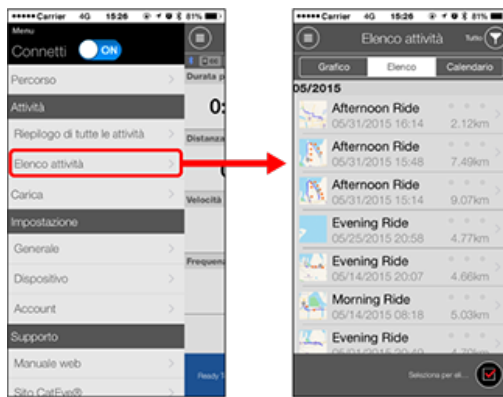 Carrier 4G 15:26 81%
Menu
Connetti ON
Percorso
Attività
Riepilogo di tutte le attività
Elenco attività
Carica
Impostazione
Generale
Dispositivo
Account
Supporto
Manuale web
Sito CatEye®
Durata p
0:
Distanza
Velocità
Frequen
Ready T
Carrier 4G 15:26 81%
Elenco attività Tutto
Grafico Elenco Calendario
05/2015
Afternoon Ride
05/31/2015 16:14 2.12km
Afternoon Ride
05/31/2015 15:48 7.49km
Afternoon Ride
05/31/2015 15:14 9.07km
Evening Ride
05/25/2015 20:58 4.77km
Evening Ride
05/14/2015 20:07 4.66km
Morning Ride
05/14/2015 08:18 5.03km
Evening Ride
Seleziona per eli...